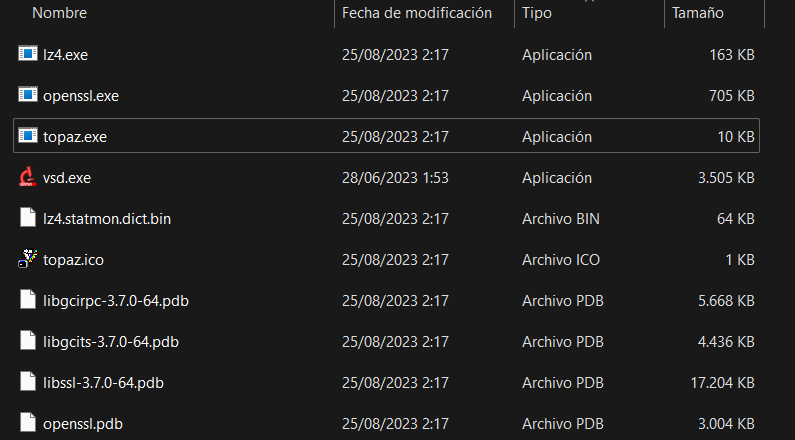 Nombre Fecha de modificación Tipo Tamaño
lz4.exe 25/08/2023 2:17 Aplicación 163 KB
openssl.exe 25/08/2023 2:17 Aplicación 705 KB
topaz.exe 25/08/2023 2:17 Aplicación 10 KB
vsd.exe 28/06/2023 1:53 Aplicación 3.505 KB
lz4.statmon.dict.bin 25/08/2023 2:17 Archivo BIN 64 KB
topaz.ico 25/08/2023 2:17 Archivo ICO 1 KB
libgcirpc-3.7.0-64.pdb 25/08/2023 2:17 Archivo PDB 5.668 KB
libgcits-3.7.0-64.pdb 25/08/2023 2:17 Archivo PDB 4.436 KB
libssl-3.7.0-64.pdb 25/08/2023 2:17 Archivo PDB 17.204 KB
openssl.pdb 25/08/2023 2:17 Archivo PDB 3.004 KB